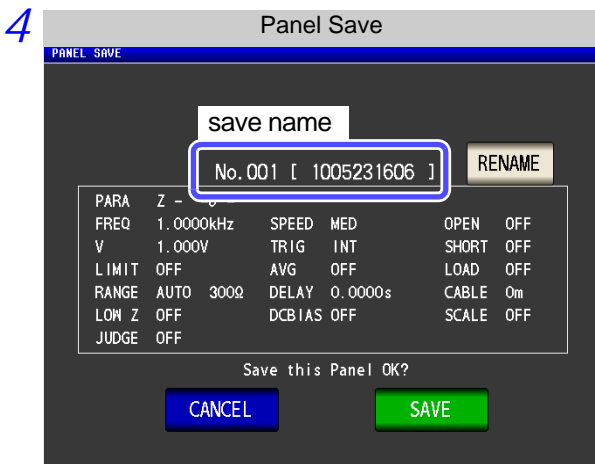 4
Panel Save
PANEL SAVE
save name
No.001 [ 1005231606 ]
RENAME
PARA Z -
FREQ 1.0000kHz SPEED MED OPEN OFF
V 1.000V TRIG INT SHORT OFF
LIMIT OFF AVG OFF LOAD OFF
RANGE AUTO 300Ω DELAY 0.0000s CABLE 0m
LOW Z OFF DCBIAS OFF SCALE OFF
JUDGE OFF
Save this Panel OK?
CANCEL SAVE